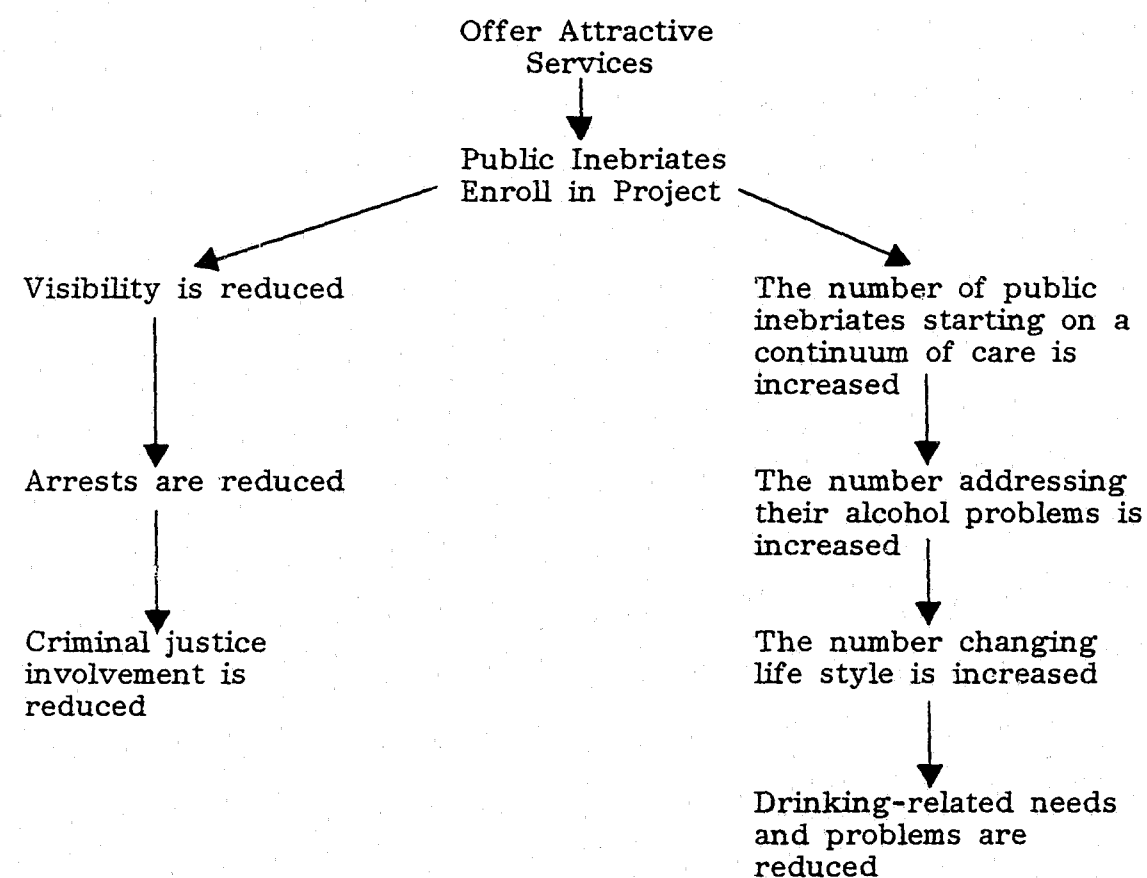 Offer Attractive
Services
Public Inebriates
Enroll in Project
Visibility is reduced
Arrests are reduced
Criminal justice
involvement is
reduced
The number of public
inebriates starting on a
continuum of care is
increased
The number addressing
their alcohol problems is
increased
The number changing
life style is increased
Drinking-related needs
and problems are
reduced